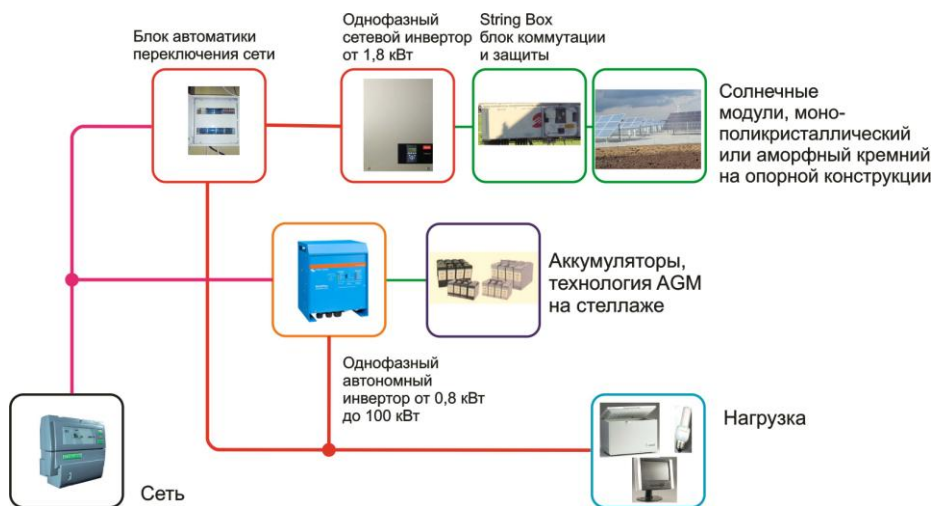 Блок автоматики
переключения сети
Однофазный
сетевой инвертор
от 1,8 кВт
String Box
блок коммутации
и защиты
Солнечные
модули, моно-
поликристаллический
или аморфный кремний
на опорной конструкции
Аккумуляторы,
технология AGM
на стеллаже
Однофазный
автономный
инвертор от 0,8 кВт
до 100 кВт
Нагрузка
Сеть